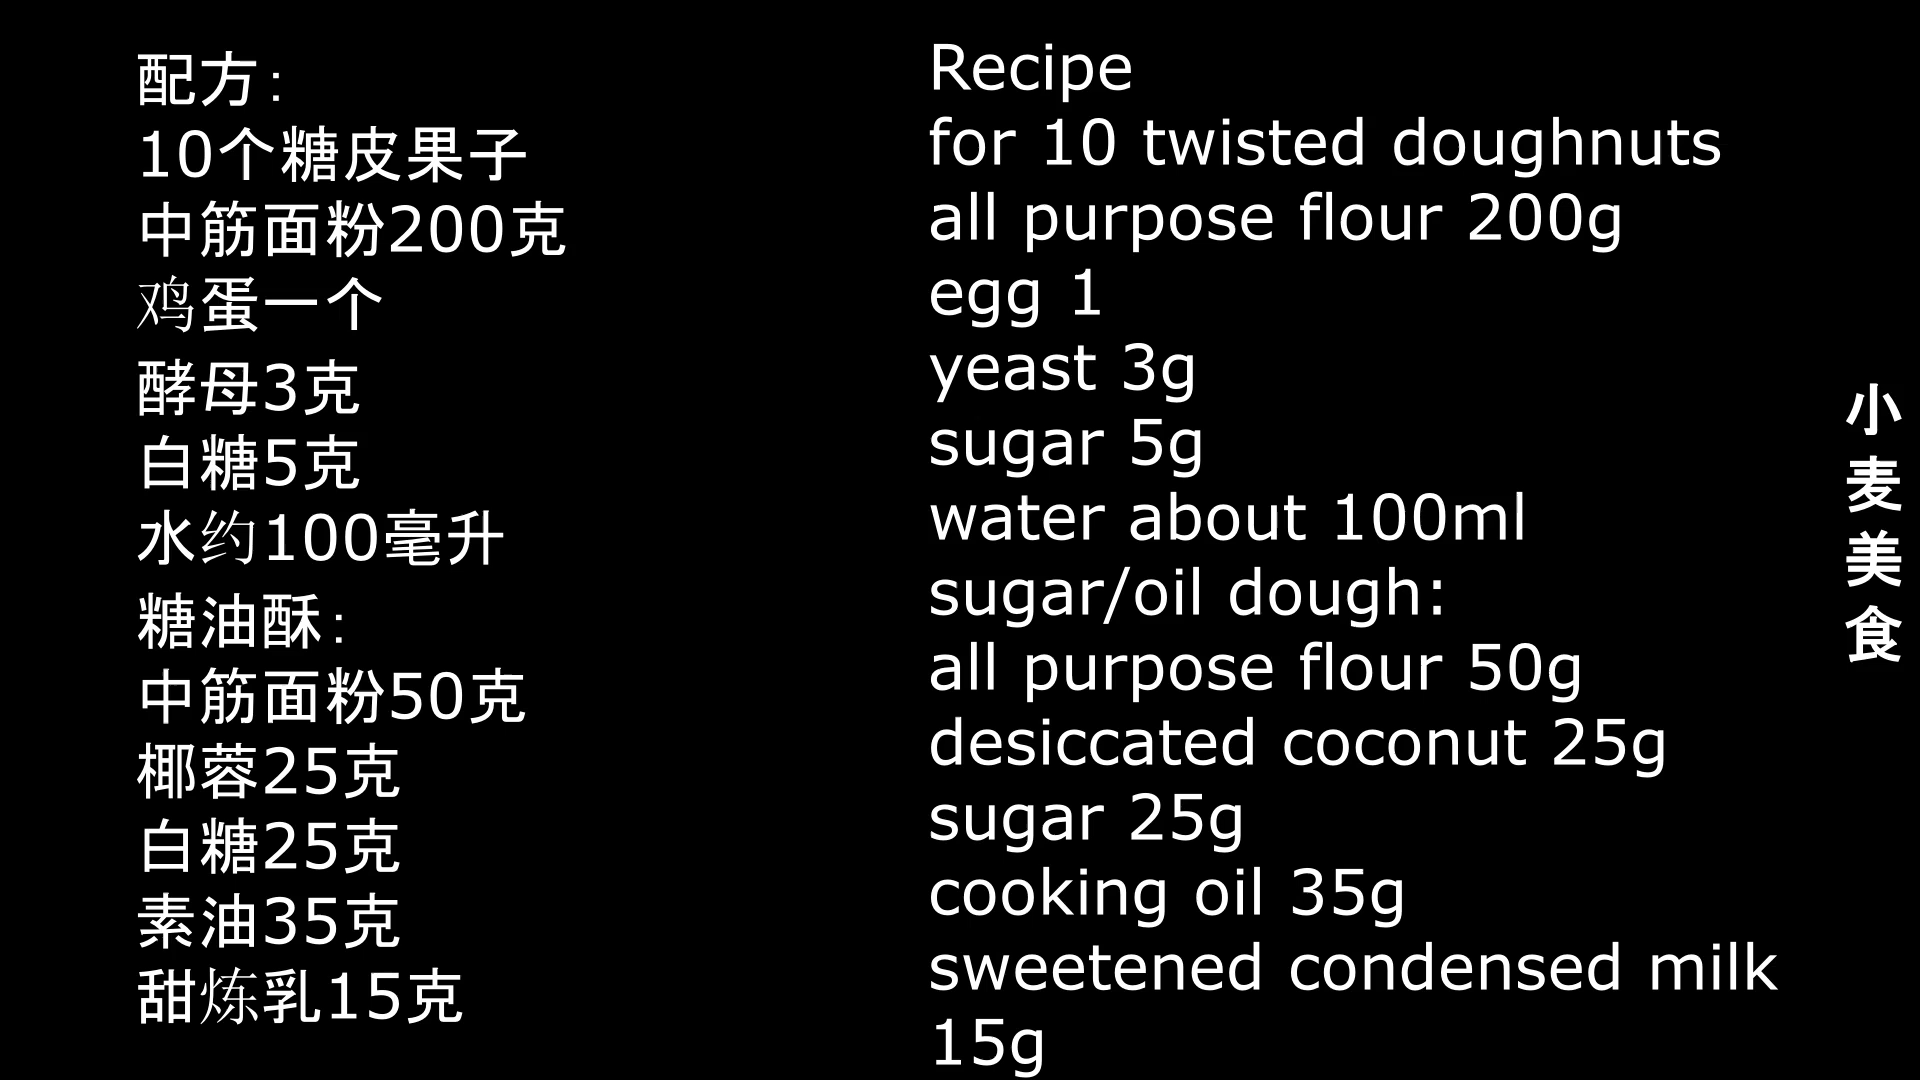 配方:
10个糖皮果子
中筋面粉200克
鸡蛋一个
酵母3克
白糖5克
水约100毫升
糖油酥:
中筋面粉50克
椰蓉25克
白糖25克
素油35克
甜炼乳15克
Recipe
for 10 twisted doughnuts
all purpose flour 200g
egg 1
yeast 3g
sugar 5g
water about 100ml
sugar/oil dough:
all purpose flour 50g
desiccated coconut 25g
sugar 25g
cooking oil 35g
sweetened condensed milk
15g
小麦美食